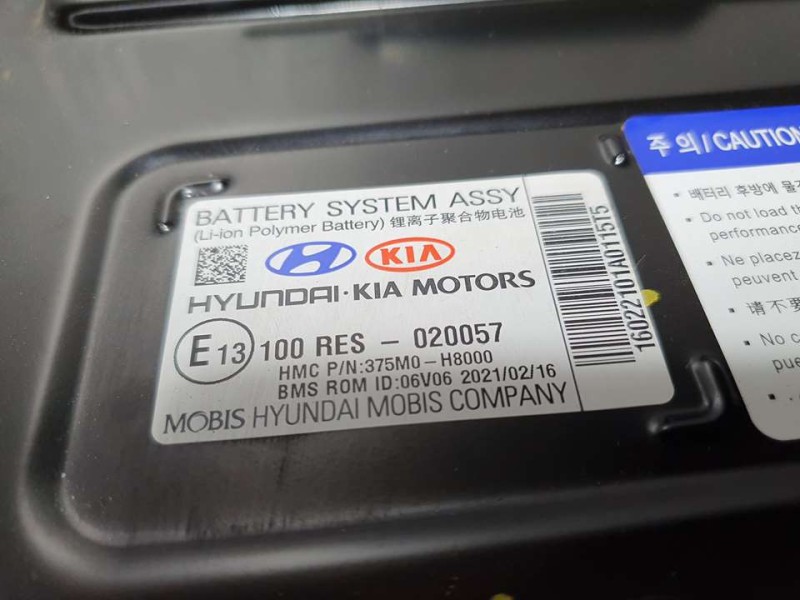 BATTERY SYSTEM ASSY
(Li-ion Polymer Battery) 锂离子聚合物电池
KIA
HYUNDAI·KIA MOTORS
E13 100 RES - 020057
HMC P/N:375M0-H8000
BMS ROM ID:06V06 2021/02/16
MOBIS HYUNDAI MOBIS COMPANY
16022101A011575
주의/CAUTION
• 배터리 후방에 물
• Do not load th
performance
• Ne placez
peuvent
• 请不要
• No c
pue